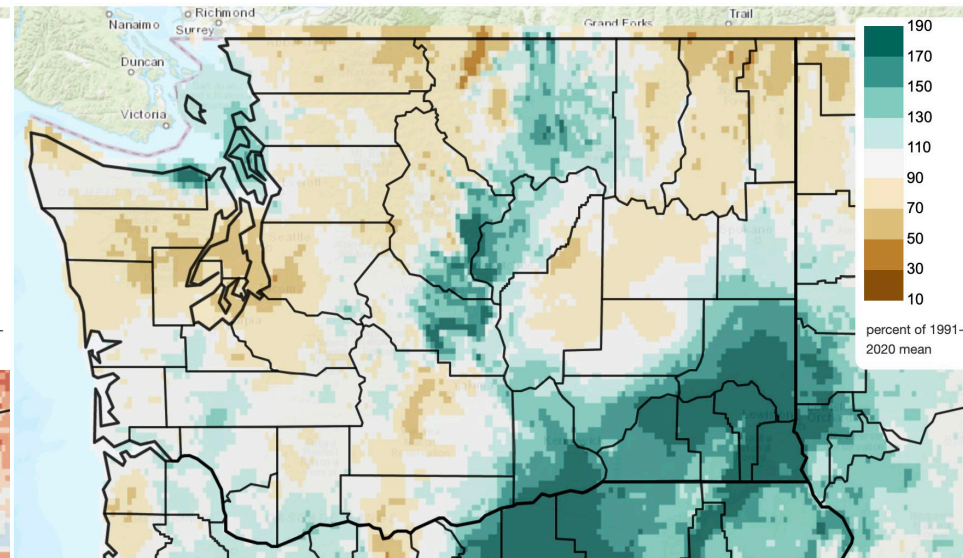 Nanaimo
Richmond
Surrey
Grand Forks
Trail
Duncan
Victoria
Seattle
Spokane
190
170
150
130
110
90
70
50
30
10
percent of 1991-
2020 mean